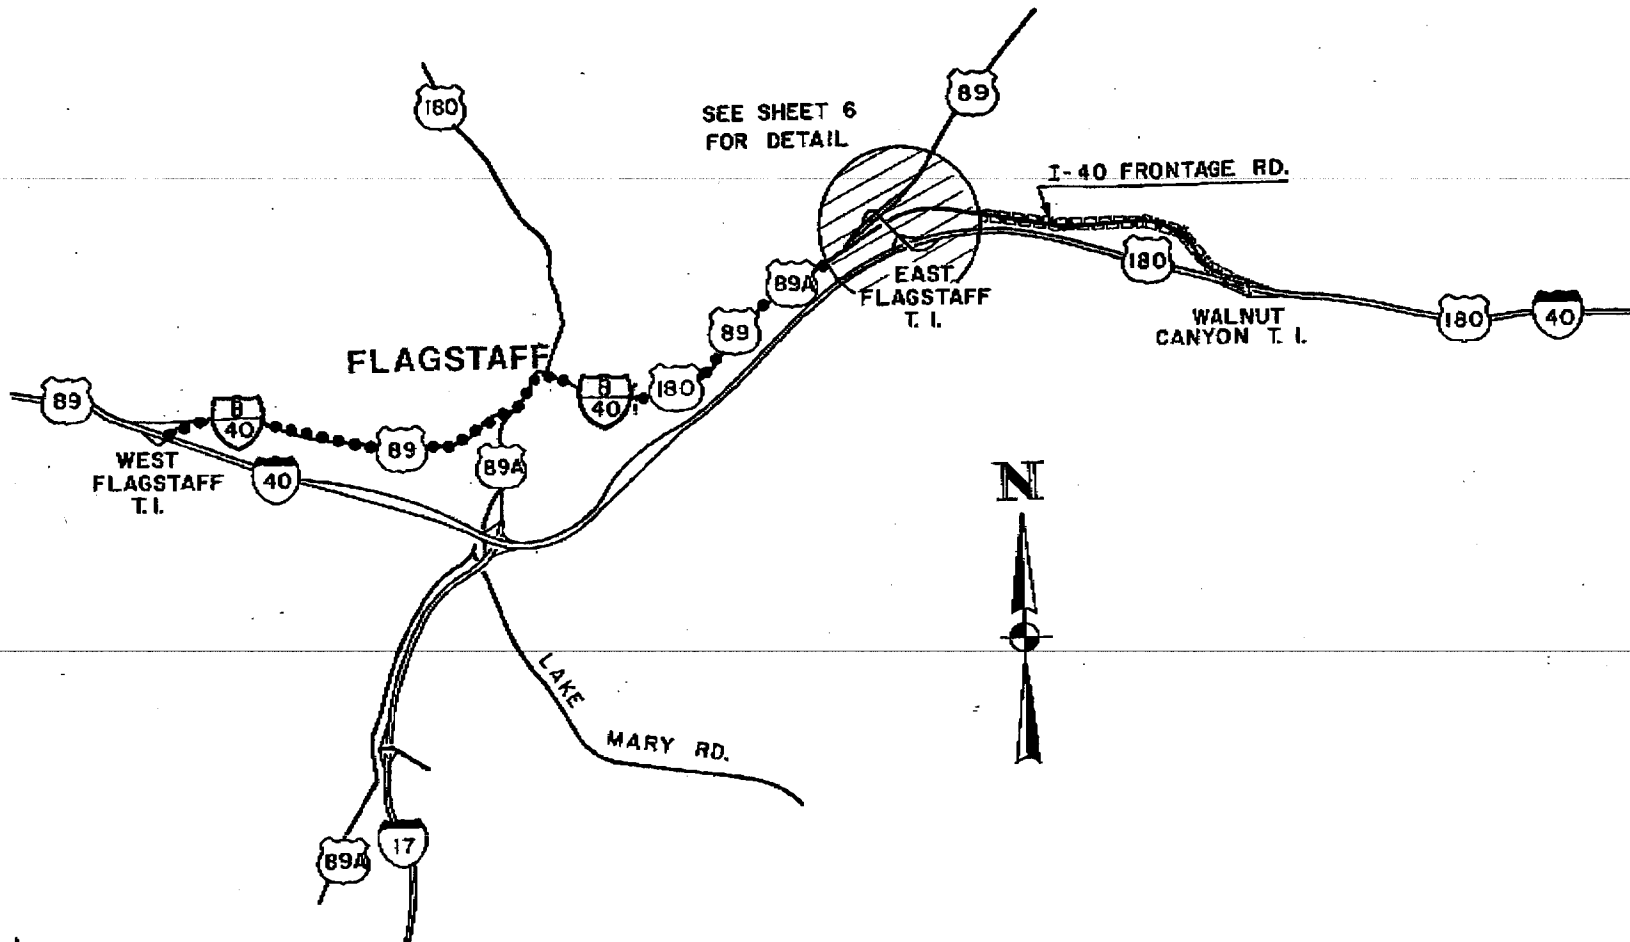 180
89
SEE SHEET 6
FOR DETAIL
I-40 FRONTAGE RD.
180
89A
EAST
FLAGSTAFF
T. I.
89
WALNUT
CANYON T. I.
180
40
FLAGSTAFF
B
40
180
89
B
40
89
89A
WEST
FLAGSTAFF
T. I.
40
N
LAKE
MARY RD.
89A
17